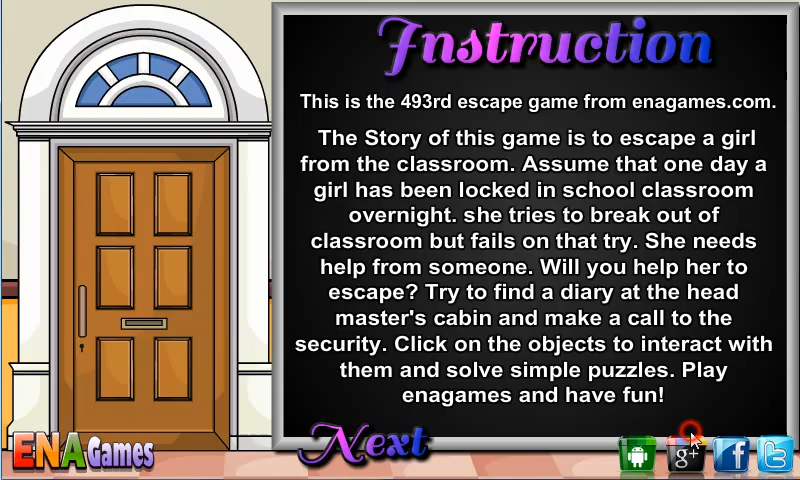 Instruction
This is the 493rd escape game from enagames.com.
The Story of this game is to escape a girl
from the classroom. Assume that one day a
girl has been locked in school classroom
overnight. she tries to break out of
classroom but fails on that try. She needs
help from someone. Will you help her to
escape? Try to find a diary at the head
master's cabin and make a call to the
security. Click on the objects to interact with
them and solve simple puzzles. Play
enagames and have fun!
Next
ENA Games
g+
f
t